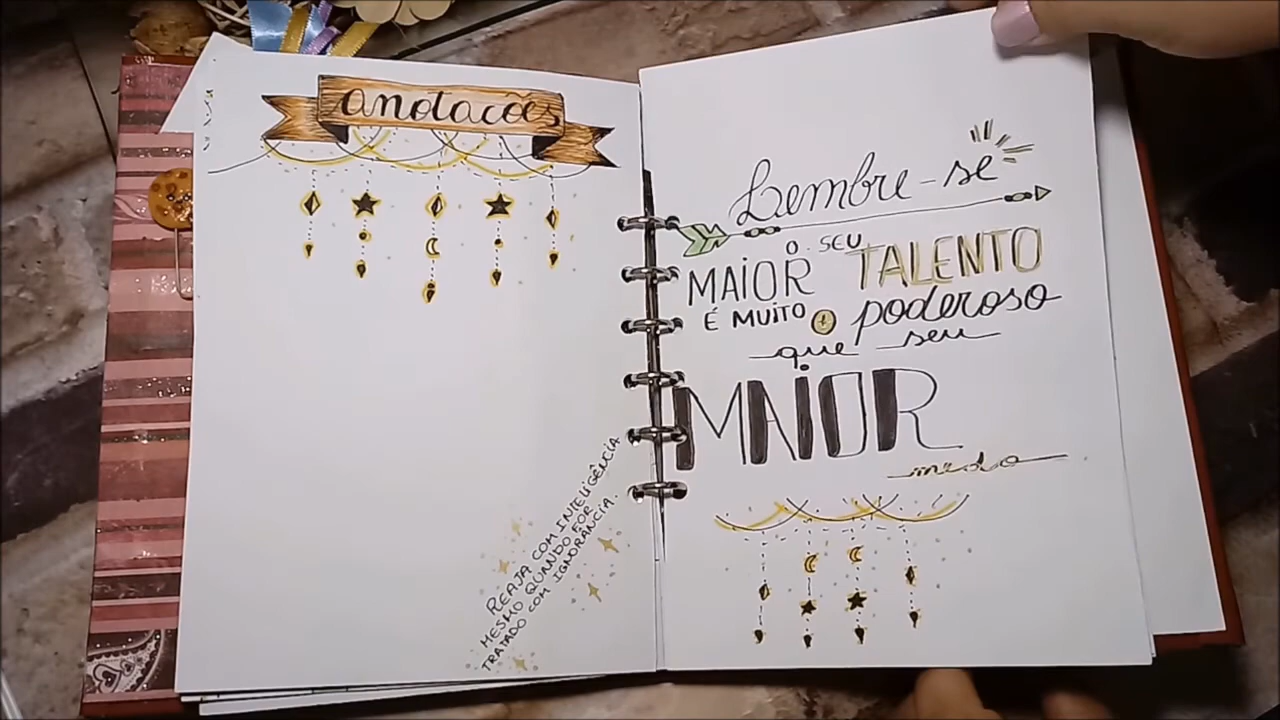 anotações
REAJA COM INTELIGÊNCIA
MESMO QUANDO FOR
TRATADO COM IGNORÂNCIA.
Lembre-se
O SEU
MAiOR TALENTO
É MUiTO + poderoso
que seu
MAiOR
medo